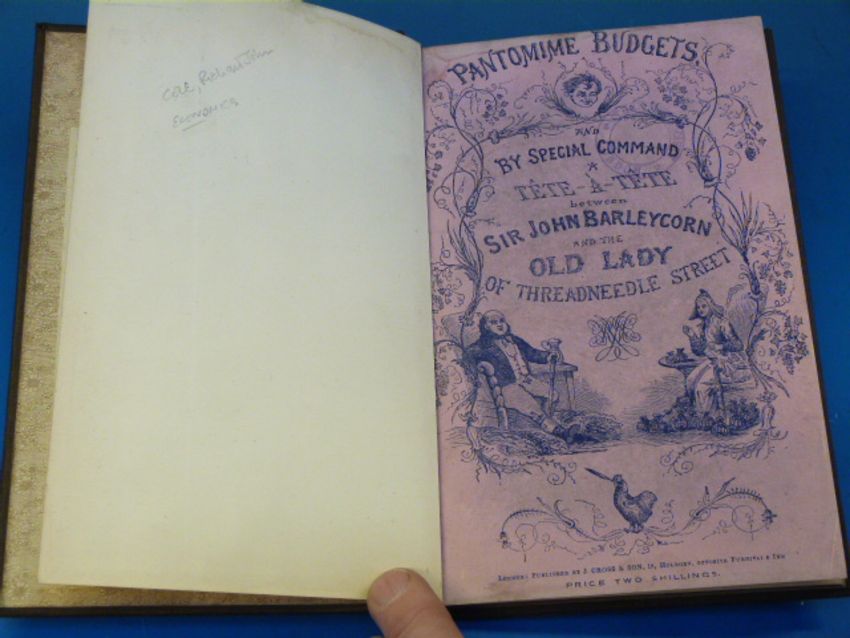 Cole, Richard John
ECONOMICS
PANTOMIME BUDGETS,
AND
BY SPECIAL COMMAND
A
TÊTE-À-TÊTE
between
SIR JOHN BARLEYCORN
AND THE
OLD LADY
OF THREADNEEDLE STREET
LONDON: PUBLISHED BY J. CROSS & SON, 18, HOLBORN, OPPOSITE FURNIVAL'S INN
PRICE TWO SHILLINGS.